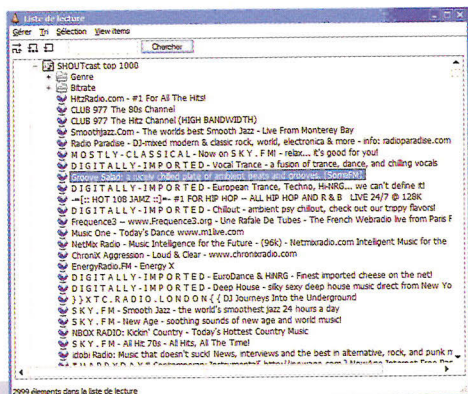 Liste de lecture
Gérer Tri Sélection View items
Chercher
SHOUTcast top 1000
Genre
Bitrate
HitzRadio.com - #1 For All The Hits!
CLUB 977 The 80s Channel
CLUB 977 The Hitz Channel (HIGH BANDWIDTH)
Smoothjazz.Com - The worlds best Smooth Jazz - Live From Monterey Bay
Radio Paradise - DJ-mixed modern & classic rock, world, electronica & more - info: radioparadise.com
M O S T L Y - C L A S S I C A L - Now on S K Y . F M! - relax... it's good for you!
D I G I T A L L Y - I M P O R T E D - Vocal Trance - a fusion of trance, dance, and chilling vocals
Groove Salad: a nicely chilled plate of ambient beats and grooves. [SomaFM]
D I G I T A L L Y - I M P O R T E D - European Trance, Techno, Hi-NRG... we can't define it!
-=[:: HOT 108 JAMZ ::]=- #1 FOR HIP HOP -- ALL HIP HOP AND R & B LIVE 24/7 @ 128K
D I G I T A L L Y - I M P O R T E D - Chillout - ambient psy chillout, check out our trippy flavors!
Frequence3 -- www.Frequence3.org - Une Rafale De Tubes - The French Webradio live from Paris F
Music One - Today's Dance www.m1live.com
NetMix Radio - Music Intelligence for the Future - (96k) - Netmixradio.com Intelligent Music for the
ChroniX Aggression - Loud & Clear - www.chronixradio.com
EnergyRadio.FM - Energy X
D I G I T A L L Y - I M P O R T E D - EuroDance & HiNRG - Finest imported cheese on the net!
D I G I T A L L Y - I M P O R T E D - Deep House - silky sexy deep house music direct from New Yo
} } X T C . R A D I O . L O N D O N { { DJ Journeys Into the Underground
S K Y . F M - Smooth Jazz - the world's smoothest jazz 24 hours a day
S K Y . F M - New Age - soothing sounds of new age and world music!
NBOX RADIO: Kickin' Country - Today's Hottest Country Music
S K Y . F M - All Hit 70s - All Hits, All The Time!
idobi Radio: Music that doesn't suck! News, interviews and the best in alternative, rock, and punk m
2999 éléments dans la liste de lecture